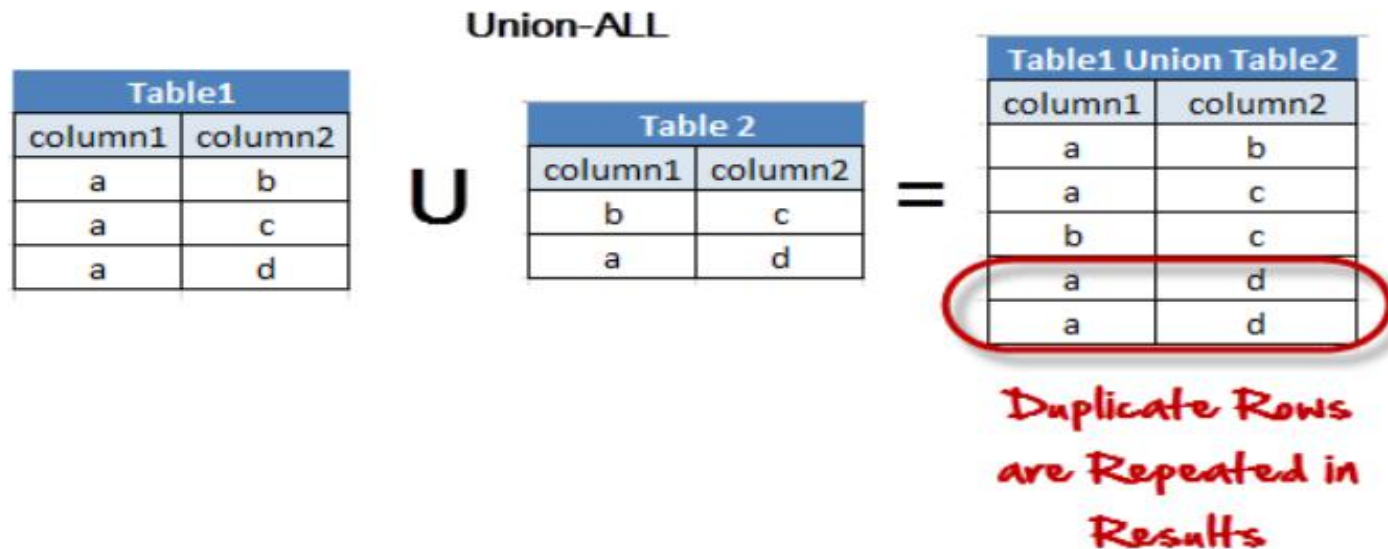 Union-ALL
Table1
column1 column2
a b
a c
a d
U
Table 2
column1 column2
b c
a d
=
Table1 Union Table2
column1 column2
a b
a c
b c
a d
a d
Duplicate Rows
are Repeated in
Results